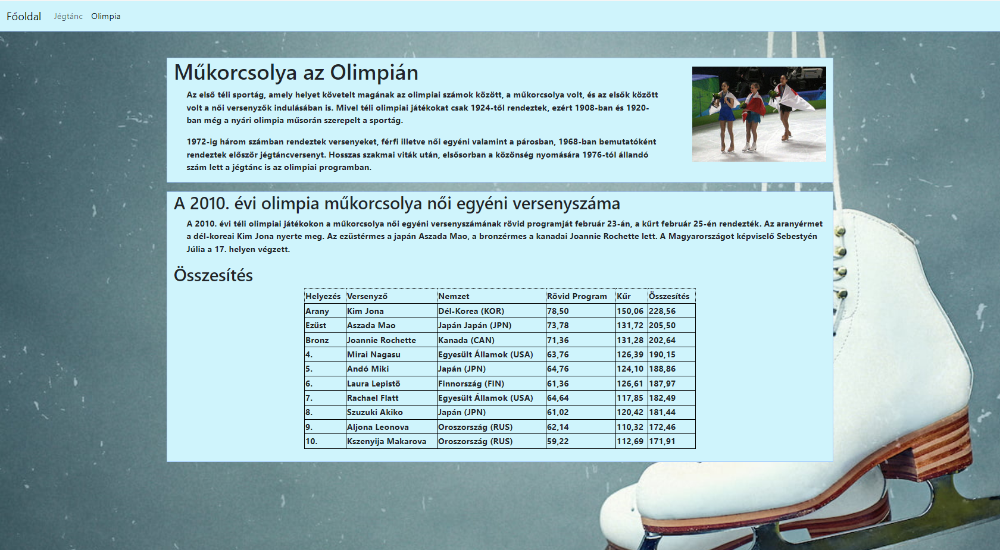 Főoldal Jégtánc Olimpia
Műkorcsolya az Olimpián
Az első téli sportág, amely helyet követelt magának az olimpiai számok között, a műkorcsolya volt, és az elsők között
volt a női versenyzők indulásában is. Mivel téli olimpiai játékokat csak 1924-től rendeztek, ezért 1908-ban és 1920-
ban még a nyári olimpia műsorán szerepelt a sportág.
1972-ig három számban rendeztek versenyeket, férfi illetve női egyéni valamint a párosban, 1968-ban bemutatóként
rendeztek először jégtáncversenyt. Hosszas szakmai viták után, elsősorban a közönség nyomására 1976-tól állandó
szám lett a jégtánc is az olimpiai programban.
A 2010. évi olimpia műkorcsolya női egyéni versenyszáma
A 2010. évi téli olimpiai játékokon a műkorcsolya női egyéni versenyszámának rövid programját február 23-án, a kűrt február 25-én rendezték. Az aranyérmet
a dél-koreai Kim Jona nyerte meg. Az ezüstérmes a japán Aszada Mao, a bronzérmes a kanadai Joannie Rochette lett. A Magyarországot képviselő Sebestyén
Júlia a 17. helyen végzett.
Összesítés
Helyezés Versenyző Nemzet Rövid Program Kűr Összesítés
Arany Kim Jona Dél-Korea (KOR) 78,50 150,06 228,56
Ezüst Aszada Mao Japán Japán (JPN) 73,78 131,72 205,50
Bronz Joannie Rochette Kanada (CAN) 71,36 131,28 202,64
4. Mirai Nagasu Egyesült Államok (USA) 63,76 126,39 190,15
5. Andó Miki Japán (JPN) 64,76 124,10 188,86
6. Laura Lepistö Finnország (FIN) 61,36 126,61 187,97
7. Rachael Flatt Egyesült Államok (USA) 64,64 117,85 182,49
8. Szuzuki Akiko Japán (JPN) 61,02 120,42 181,44
9. Aljona Leonova Oroszország (RUS) 62,14 110,32 172,46
10. Kszenyija Makarova Oroszország (RUS) 59,22 112,69 171,91